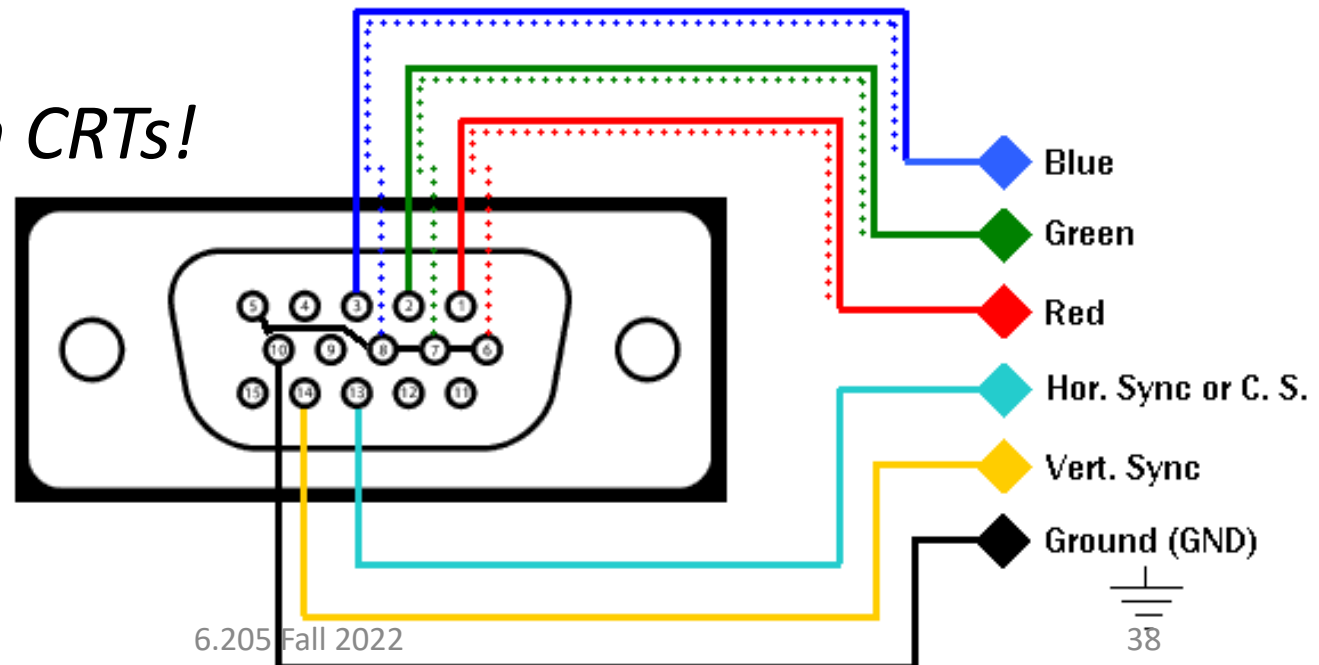 CRTs!
Blue
Green
Red
Hor. Sync or C. S.
Vert. Sync
Ground (GND)
5 4 3 2 1
10 9 8 7 6
15 14 13 12 11
6.205 Fall 2022
38